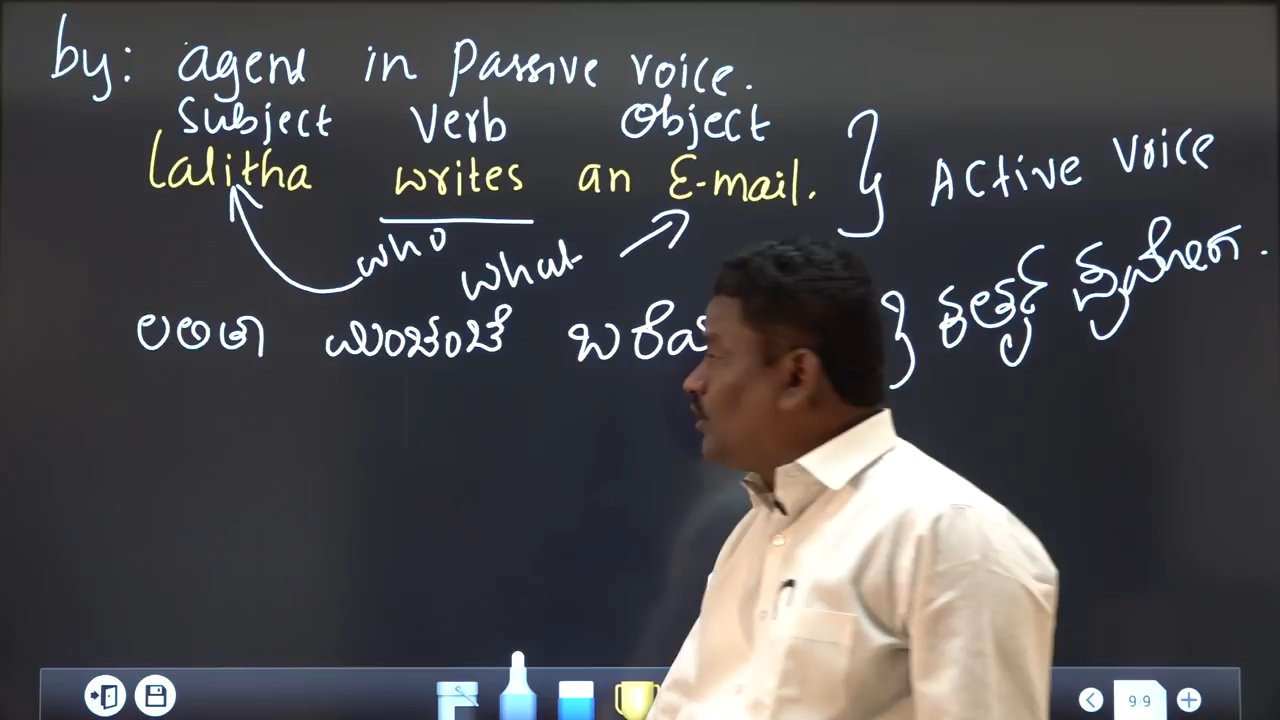 by: agent in passive voice.
Subject Verb Object
Lalitha writes an E-mail. } Active Voice
who
what
ಲಲಿತಾ ಮಿಂಚಂಚೆ } ಕರ್ತೃ ಪ್ರಯೋಗ.
99